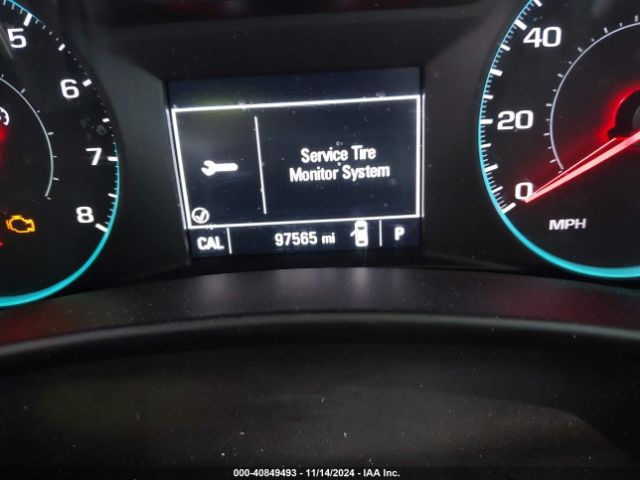 5
6
7
8
Service Tire
Monitor System
CAL
97565 mi
P
40
20
0
MPH
000-40849493 - 11/14/2024 - IAA Inc.